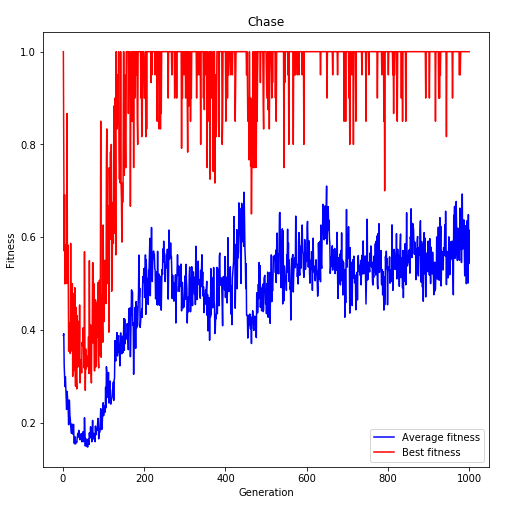 Chase
1.0
0.8
0.6
0.4
0.2
Fitness
0
200
400
600
800
1000
Generation
Average fitness
Best fitness